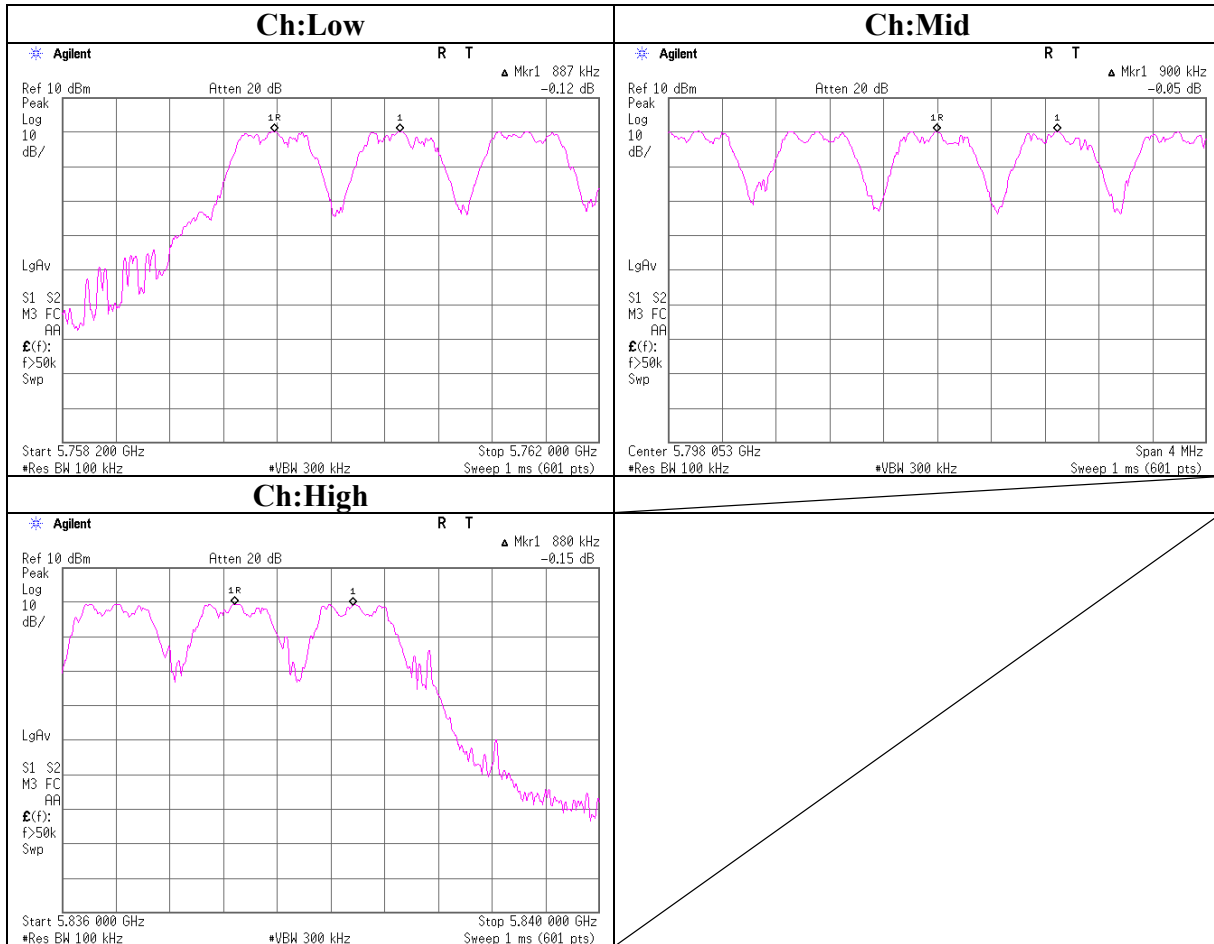 Ch:Low
Agilent
R T
Δ Mkr1 887 kHz
Ref 10 dBm
Atten 20 dB
-0.12 dB
Peak
Log
10
dB/
1R
1
LgAv
S1 S2
M3 FC
AA
£(f):
f>50k
Swp
Start 5.758 200 GHz
Stop 5.762 000 GHz
#Res BW 100 kHz
#VBW 300 kHz
Sweep 1 ms (601 pts)
Ch:Mid
Agilent
R T
Δ Mkr1 900 kHz
Ref 10 dBm
Atten 20 dB
-0.05 dB
Peak
Log
10
dB/
1R
1
LgAv
S1 S2
M3 FC
AA
£(f):
f>50k
Swp
Center 5.798 053 GHz
Span 4 MHz
#Res BW 100 kHz
#VBW 300 kHz
Sweep 1 ms (601 pts)
Ch:High
Agilent
R T
Δ Mkr1 880 kHz
Ref 10 dBm
Atten 20 dB
-0.15 dB
Peak
Log
10
dB/
1R
1
LgAv
S1 S2
M3 FC
AA
£(f):
f>50k
Swp
Start 5.836 000 GHz
Stop 5.840 000 GHz
#Res BW 100 kHz
#VBW 300 kHz
Sweep 1 ms (601 pts)